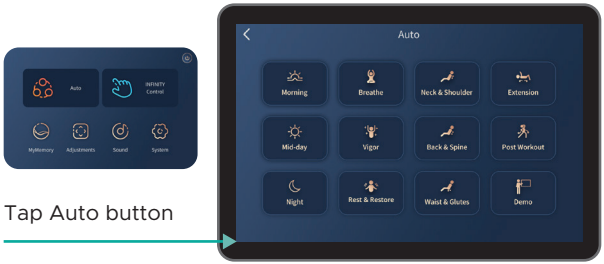 Auto
INFINITY
Control
MyMemory Adjustments Sound System
Tap Auto button
Auto
Morning Breathe Neck & Shoulder Extension
Mid-day Vigor Back & Spine Post Workout
Night Rest & Restore Waist & Glutes Demo